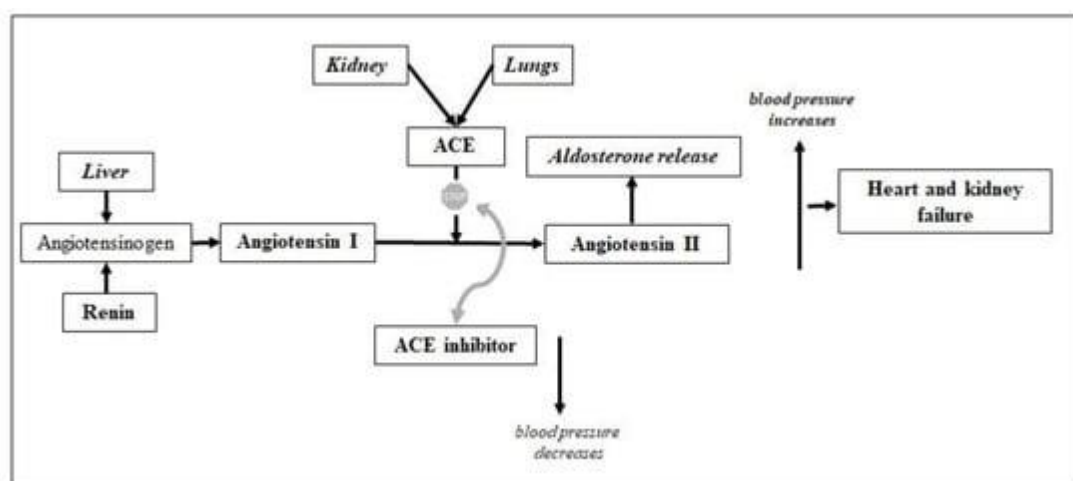 Kidney
Lungs
blood pressure
increases
ACE
Aldosterone release
Liver
Heart and kidney
failure
Angiotensinogen
Angiotensin I
Angiotensin II
Renin
ACE inhibitor
blood pressure
decreases